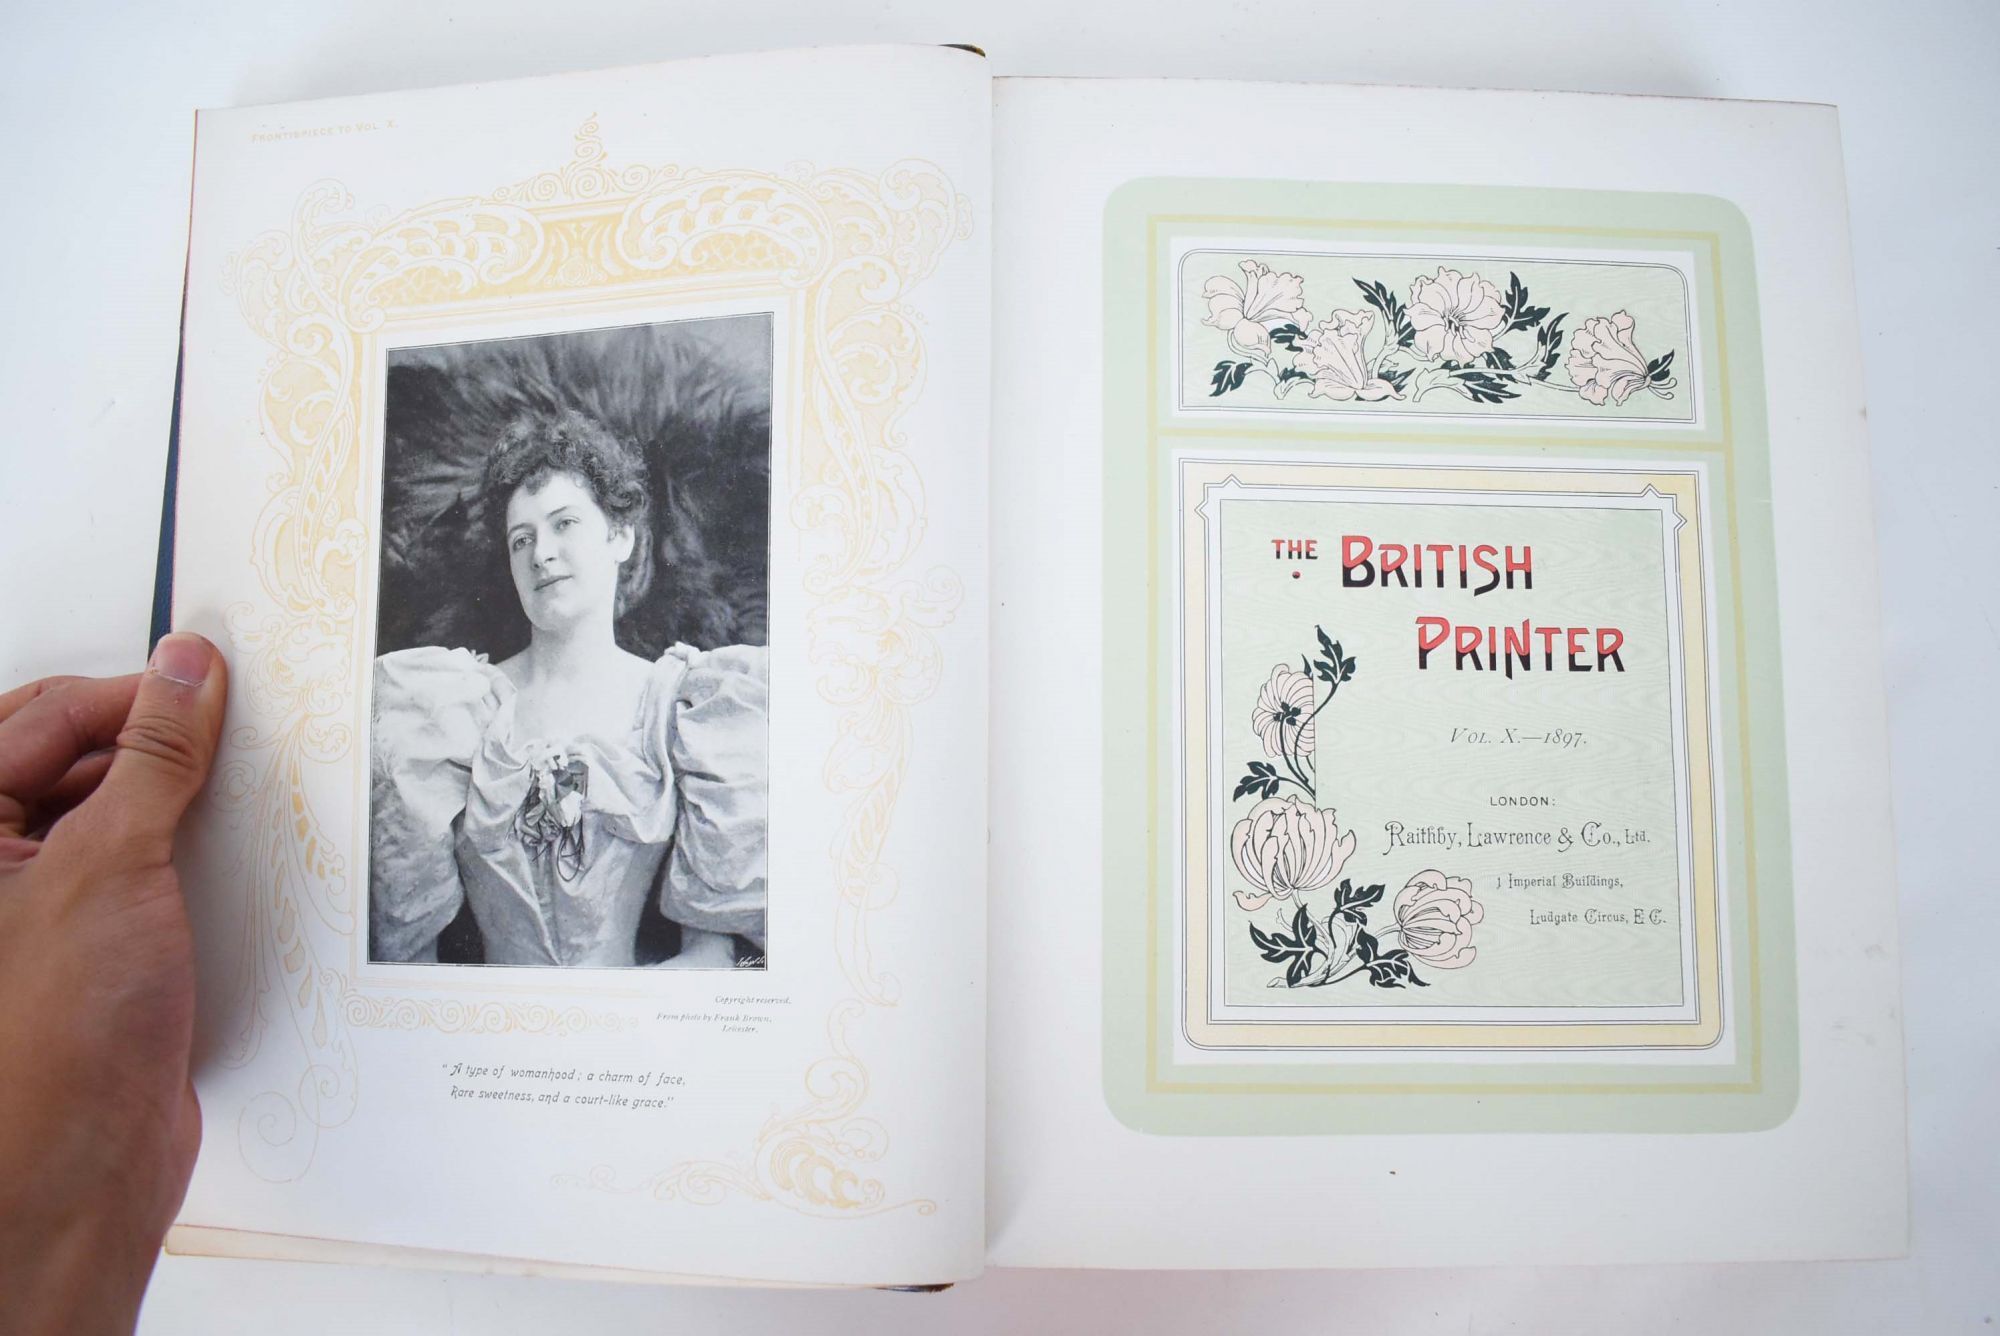 FRONTISPIECE TO VOL. X.
Copyright reserved.
From photo by Frank Brown,
Leicester.
"A type of womanhood; a charm of face,
Rare sweetness, and a court-like grace."
THE BRITISH
PRINTER
VOL. X.—1897.
LONDON:
Raithby, Lawrence & Co., Ltd.
1 Imperial Buildings,
Ludgate Circus, E.C.